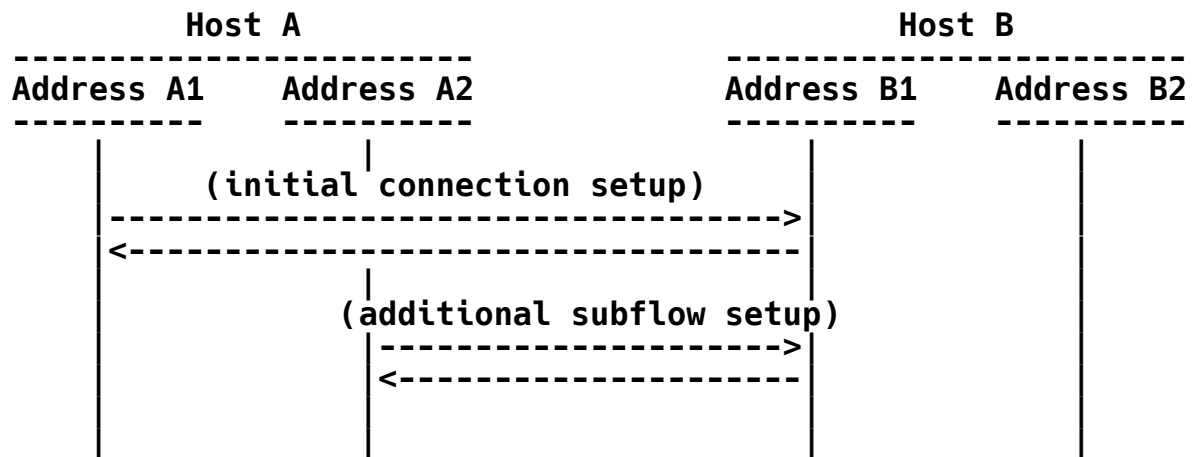 Host A Host B
------------------------ ------------------------
Address A1 Address A2 Address B1 Address B2
---------- ---------- ---------- ----------
| | | |
| (initial connection setup) | |
|----------------------------------->| |
|<-----------------------------------| |
| | | |
| (additional subflow setup) |
| |--------------------->| |
| |<---------------------| |
| | | |
| | | |